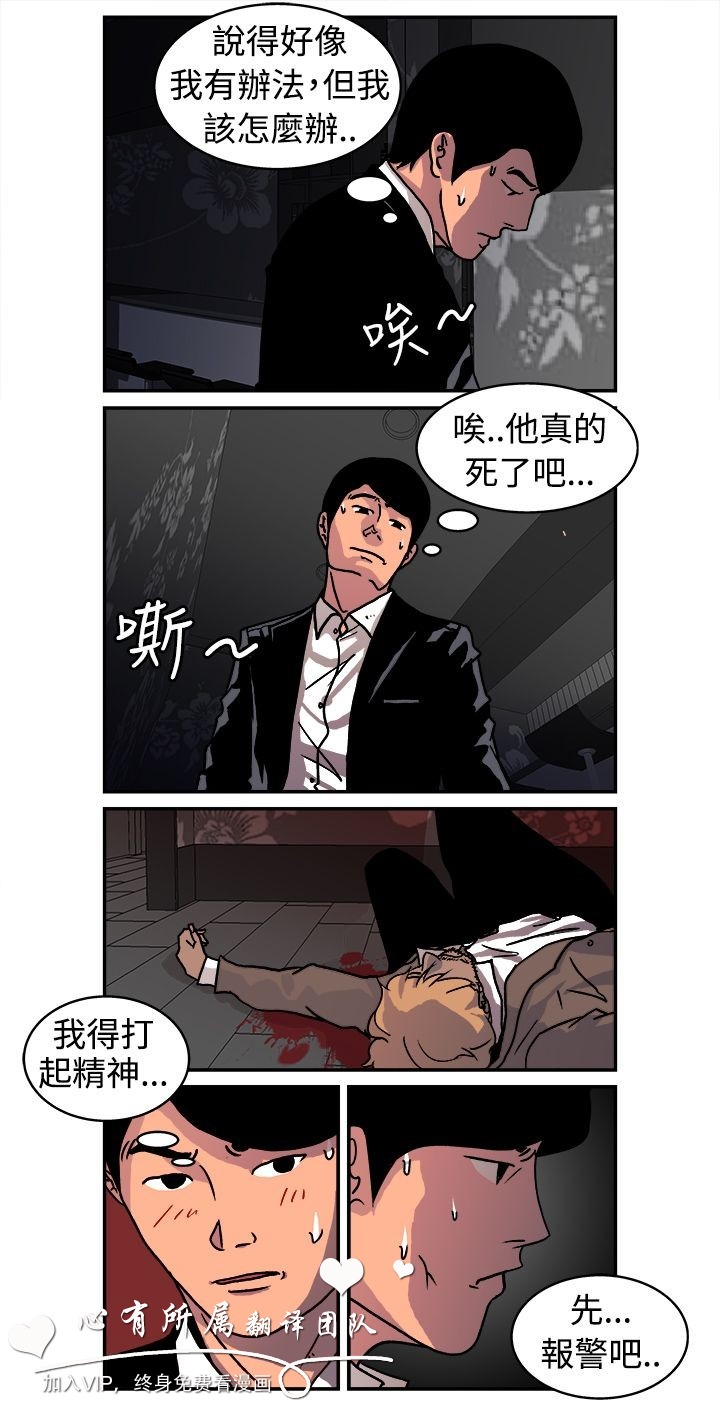 說得好像
我有辦法，但我
該怎麼辦..
唉～
唉..他真的
死了吧...
嘶～
我得打
起精神...
先...
報警吧..
心有所属翻译团队
加入VIP，终身免费看漫画